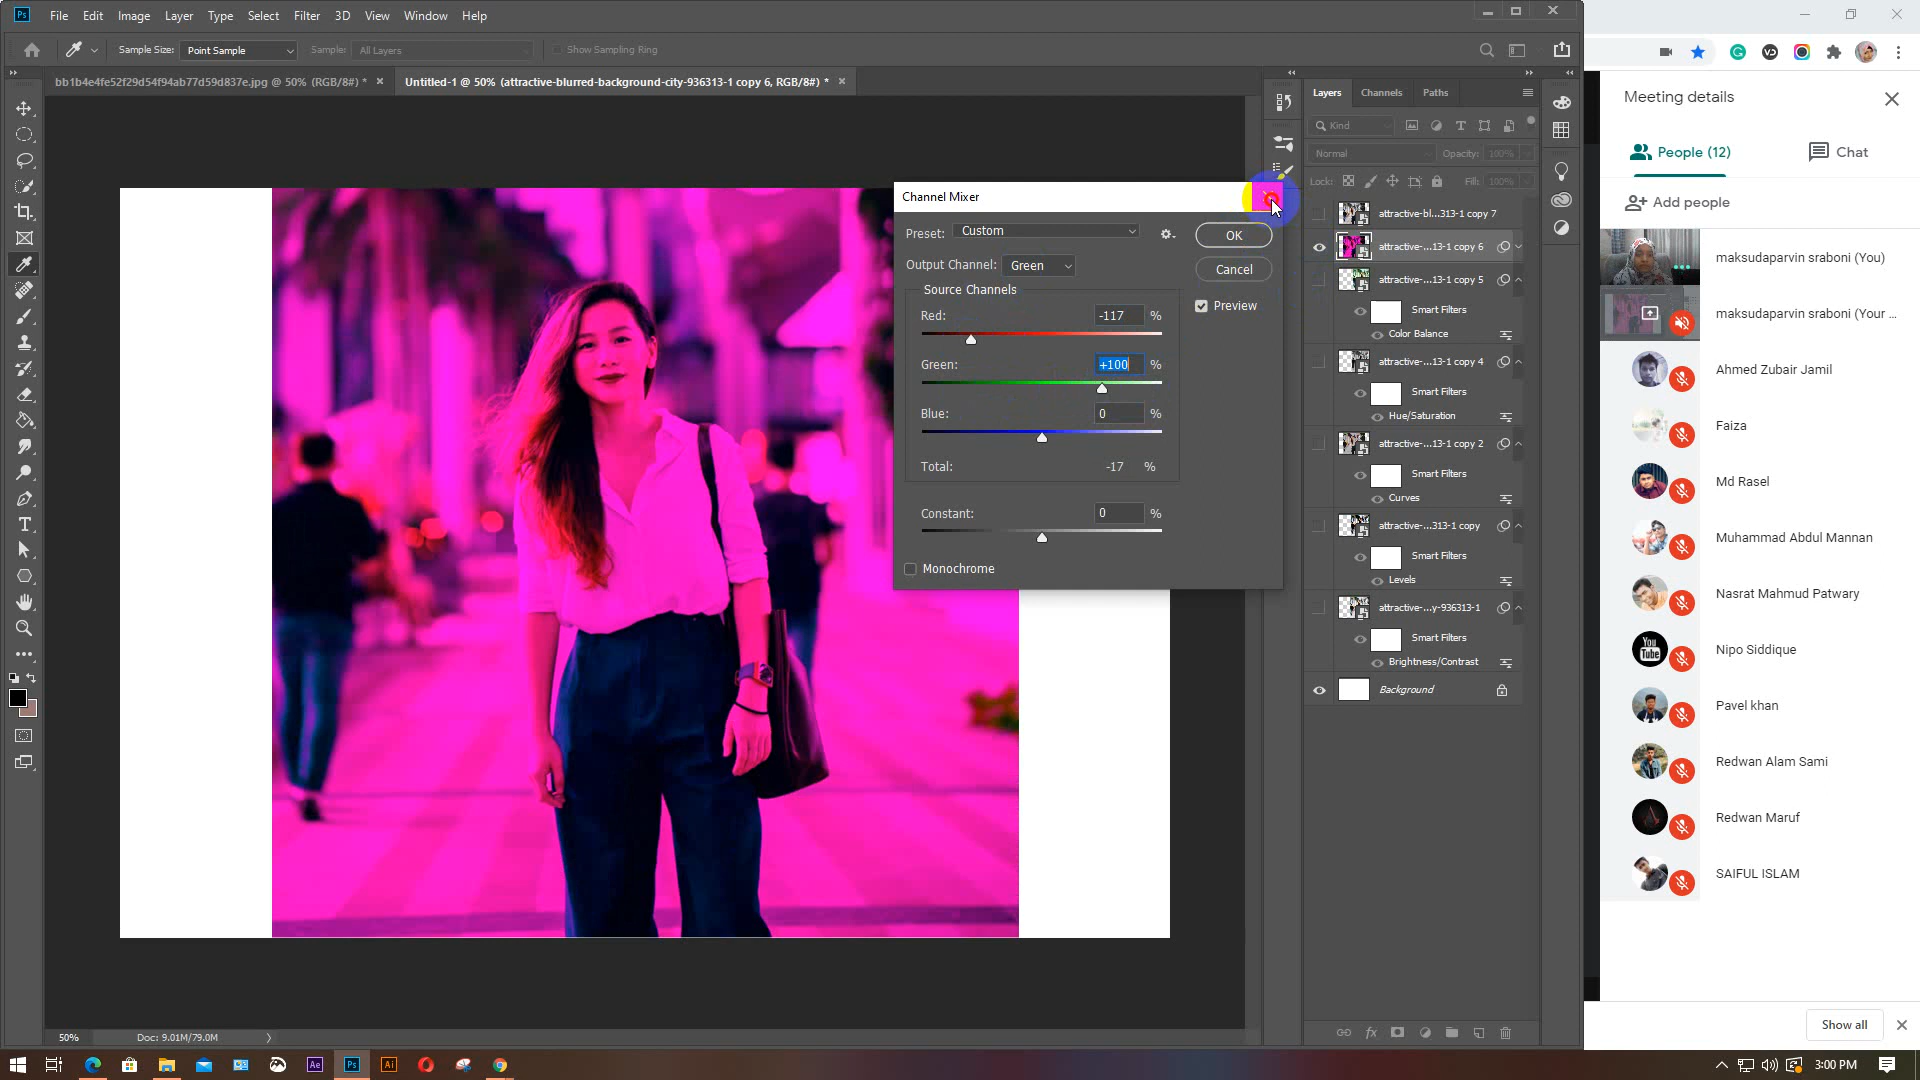 Ps File Edit Image Layer Type Select Filter 3D View Window Help
Sample Size: Point Sample Sample: All Layers Show Sampling Ring
bb1b4e4fe52f29d54f94ab77d59d837e.jpg @ 50% (RGB/8#) * Untitled-1 @ 50% (attractive-blurred-background-city-936313-1 copy 6, RGB/8#) *
Channel Mixer
Preset: Custom
OK
Output Channel: Green
Cancel
Source Channels
Preview
Red: -117 %
Green: +100 %
Blue: 0 %
Total: -17 %
Constant: 0 %
Monochrome
Layers Channels Paths
Kind
Normal Opacity: 100%
Lock: Fill: 100%
attractive-bl...313-1 copy 7
attractive-...13-1 copy 6
attractive-...13-1 copy 5
Smart Filters
Color Balance
attractive-...13-1 copy 4
Smart Filters
Hue/Saturation
attractive-...13-1 copy 2
Smart Filters
Curves
attractive-...313-1 copy
Smart Filters
Levels
attractive-...y-936313-1
Smart Filters
Brightness/Contrast
Background
fx
50% Doc: 9.01M/79.0M
Meeting details
People (12) Chat
Add people
maksudaparvin sraboni (You)
maksudaparvin sraboni (Your ...
Ahmed Zubair Jamil
Faiza
Md Rasel
Muhammad Abdul Mannan
Nasrat Mahmud Patwary
You
Tube
Nipo Siddique
Pavel khan
Redwan Alam Sami
Redwan Maruf
SAIFUL ISLAM
Show all
Ae Ps Ai 3:00 PM